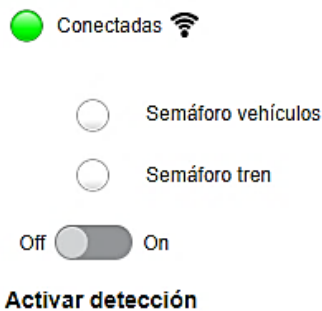 Conectadas
Semáforo vehículos
Semáforo tren
Off On
Activar detección